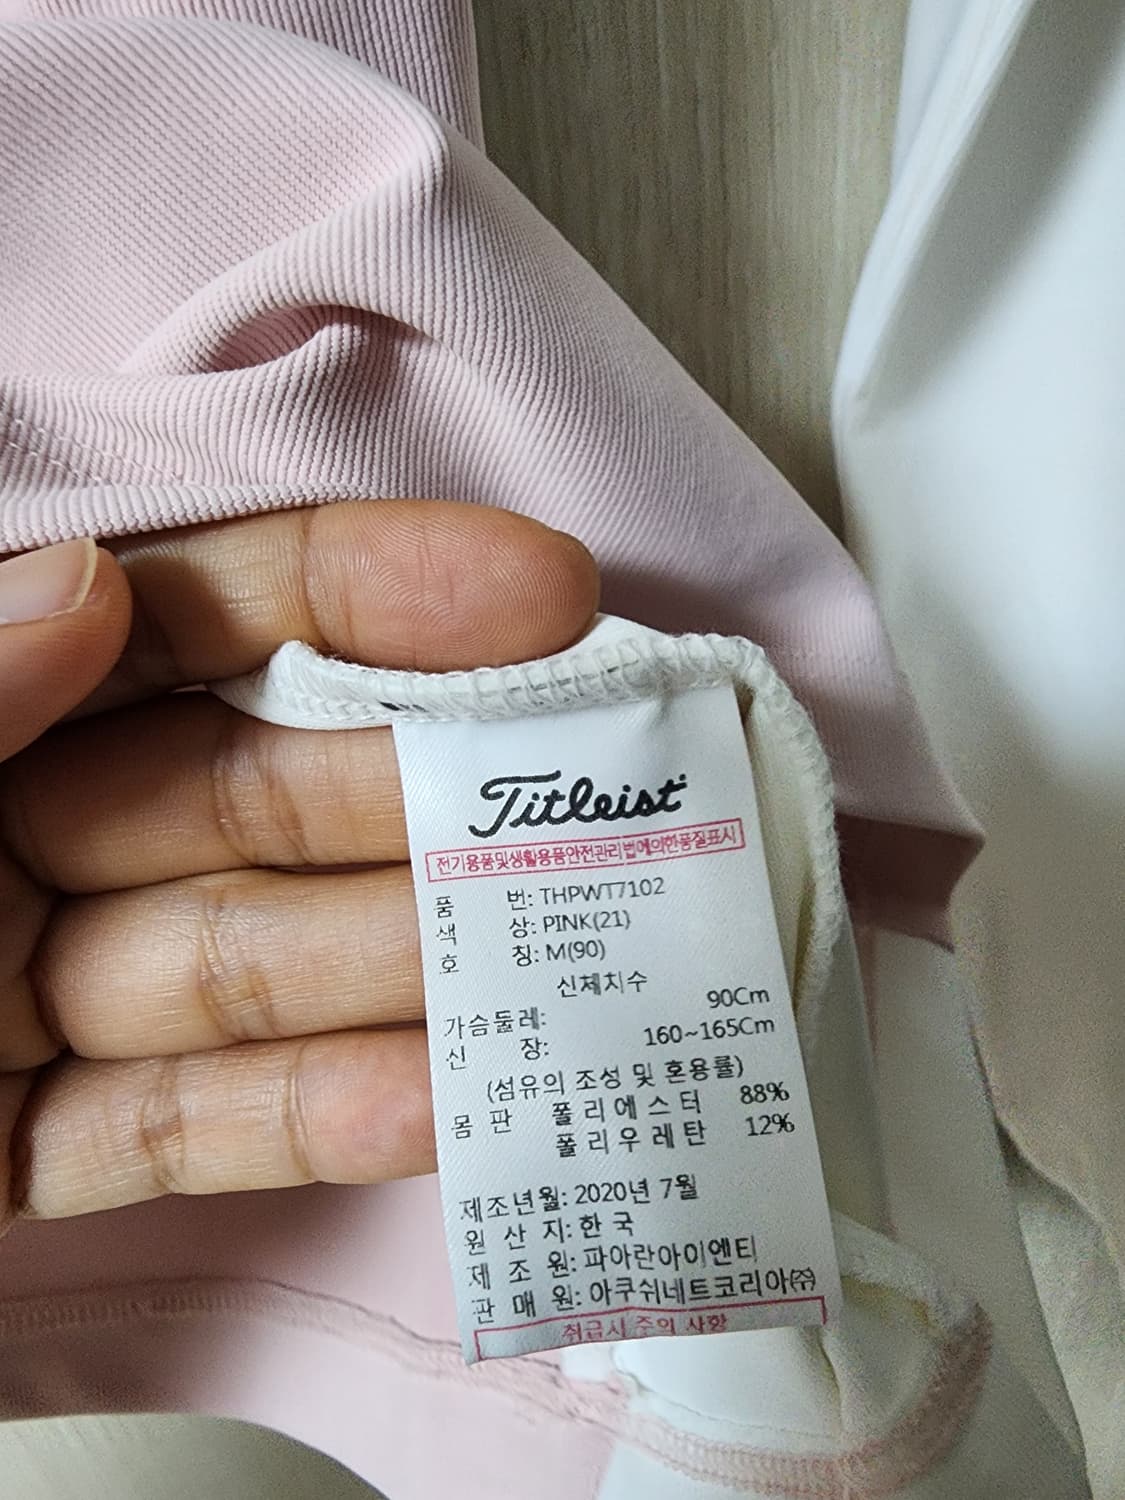 Titleist
전기용품및생활용품안전관리법에의한품질표시
품 번: THPWT7102
색 상: PINK(21)
호 칭: M(90)
신체치수
가슴둘레: 90Cm
신 장: 160~165Cm
(섬유의 조성 및 혼용률)
몸 판 폴리에스터 88%
폴리우레탄 12%
제조년월: 2020년 7월
원 산 지: 한 국
제 조 원: 파아란아이엔티
판 매 원: 아쿠쉬네트코리아㈜
취급시 주의 사항